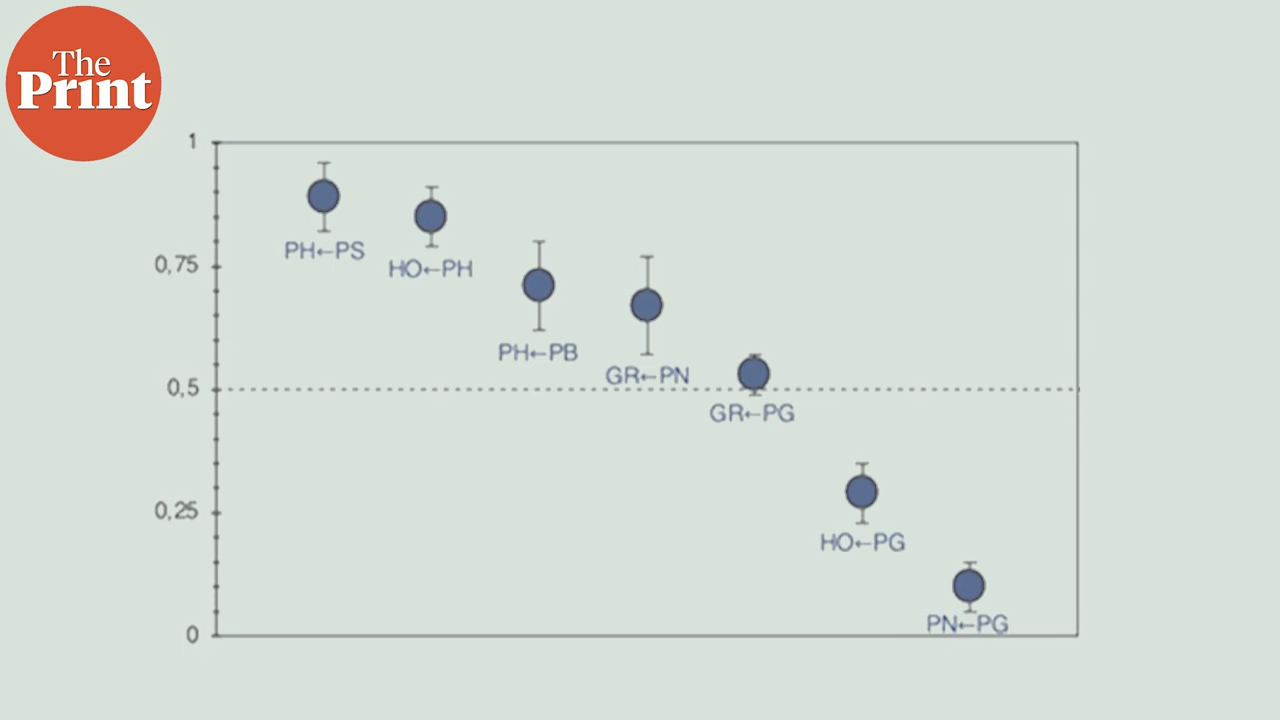 The
Print
1
0,75
0,5
0,25
0
PH←PS
HO←PH
PH←PB
GR←PN
GR←PG
HO←PG
PN←PG